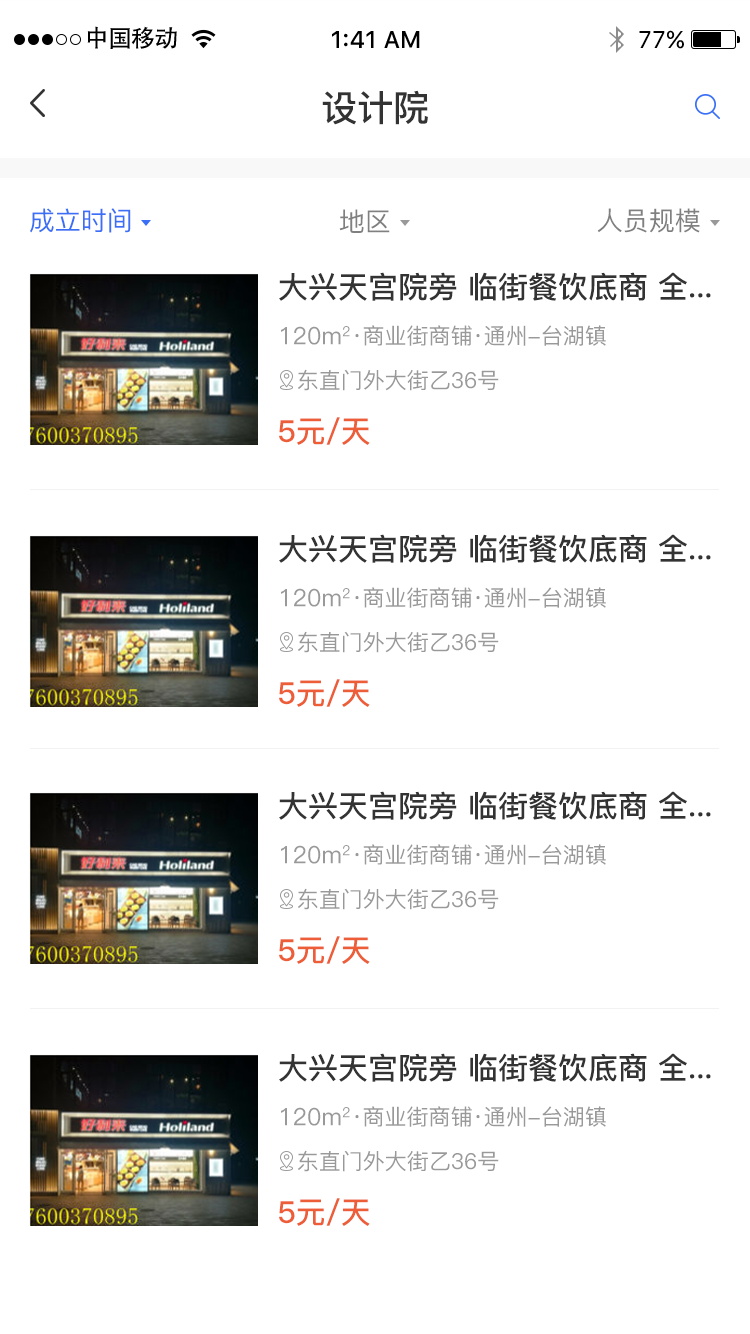 中国移动 1:41 AM 77%
设计院
成立时间 地区 人员规模
大兴天宫院旁 临街餐饮底商 全...
120m²·商业街商铺·通州–台湖镇
东直门外大街乙36号
5元/天
好利来 Holiland
7600370895
大兴天宫院旁 临街餐饮底商 全...
120m²·商业街商铺·通州–台湖镇
东直门外大街乙36号
5元/天
好利来 Holiland
7600370895
大兴天宫院旁 临街餐饮底商 全...
120m²·商业街商铺·通州–台湖镇
东直门外大街乙36号
5元/天
好利来 Holiland
7600370895
大兴天宫院旁 临街餐饮底商 全...
120m²·商业街商铺·通州–台湖镇
东直门外大街乙36号
5元/天
好利来 Holiland
7600370895